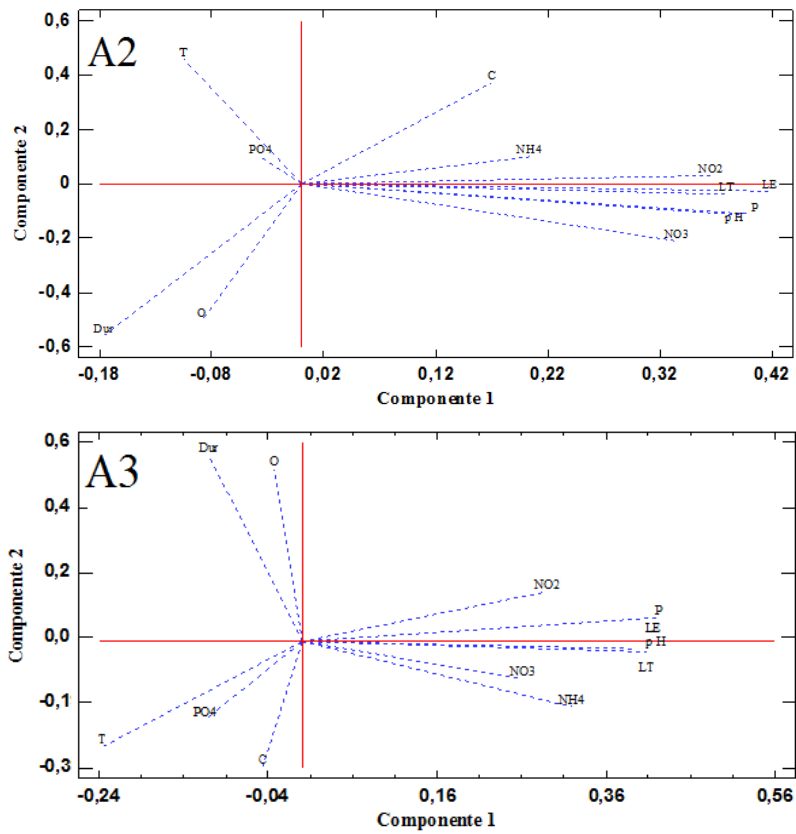 A2
0,6
0,4
0,2
0
-0,2
-0,4
-0,6
Componente 2
T
C
PO4
NH4
NO2
LT
LE
P
pH
NO3
O
Dur
-0,18
-0,08
0,02
0,12
0,22
0,32
0,42
Componente 1
A3
0,6
0,4
0,2
0,0
-0,1
-0,3
Componente 2
Dur
O
NO2
P
LE
pH
LT
NO3
NH4
PO4
T
C
-0,24
-0,04
0,16
0,36
0,56
Componente 1